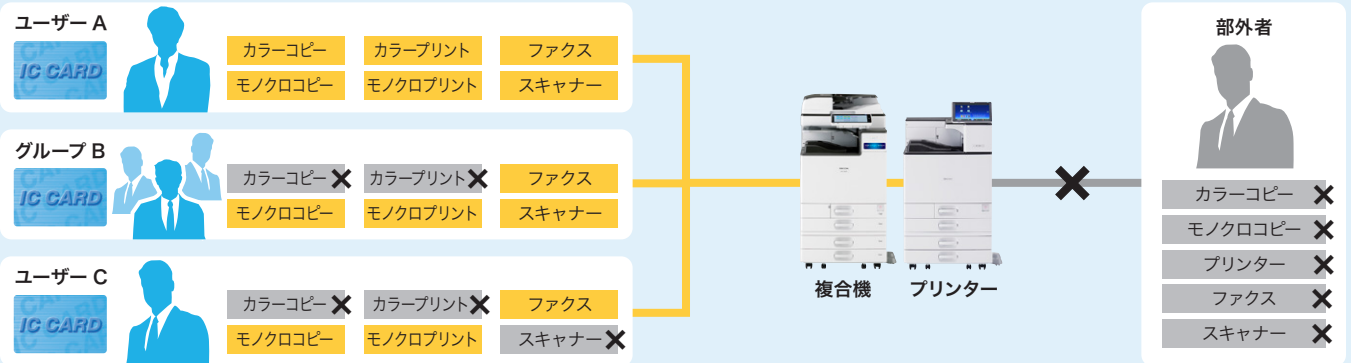 ユーザー A
IC CARD
カラーコピー
カラープリント
ファクス
モノクロコピー
モノクロプリント
スキャナー
グループ B
IC CARD
カラーコピー
カラープリント
ファクス
モノクロコピー
モノクロプリント
スキャナー
ユーザー C
IC CARD
カラーコピー
カラープリント
ファクス
モノクロコピー
モノクロプリント
スキャナー
複合機
プリンター
部外者
カラーコピー
モノクロコピー
プリンター
ファクス
スキャナー